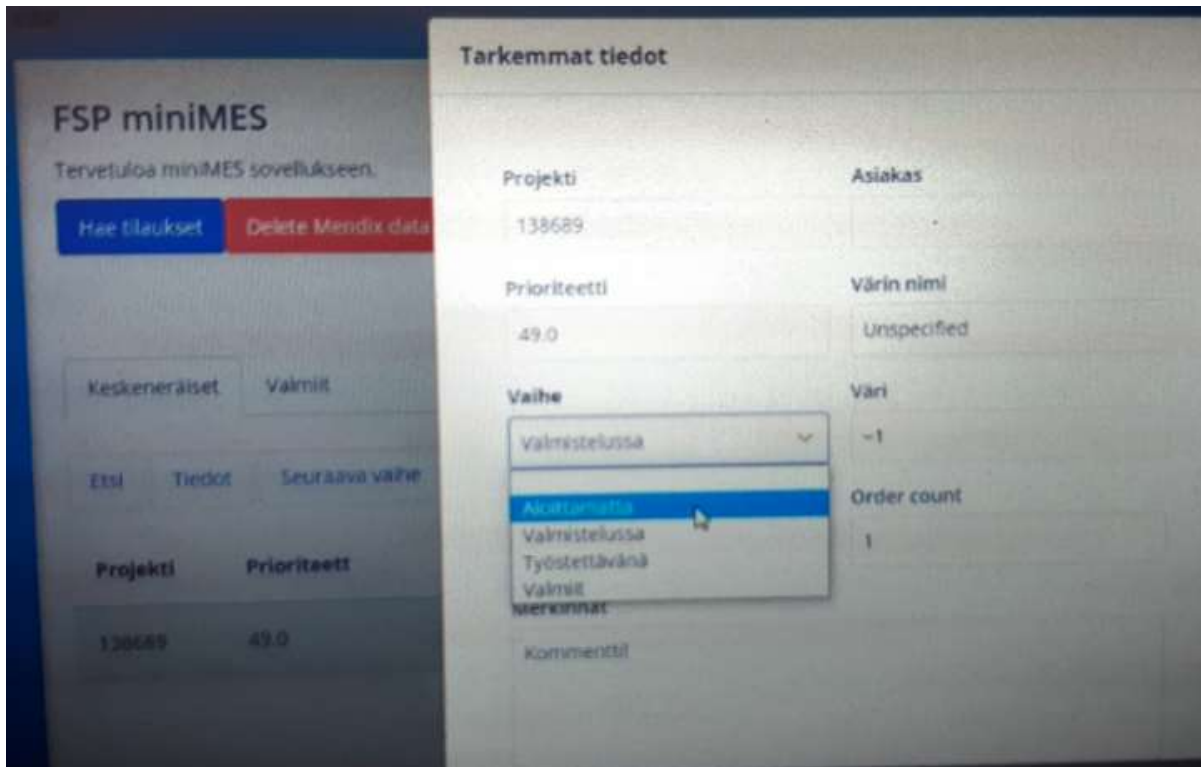 FSP miniMES
Tervetuloa miniMES sovellukseen.
Hae tilaukset
Delete Mendix data
Keskeneräiset
Valmiit
Etsi
Tiedot
Seuraava vaihe
Projekti
Prioriteett
138689
49.0
Tarkemmat tiedot
Projekti
Asiakas
138689
Prioriteetti
Värin nimi
49.0
Unspecified
Vaihe
Väri
Valmistelussa
-1
Aloittamatta
Valmistelussa
Työstettävänä
Valmiit
Order count
1
Merkinnät
Kommentti!